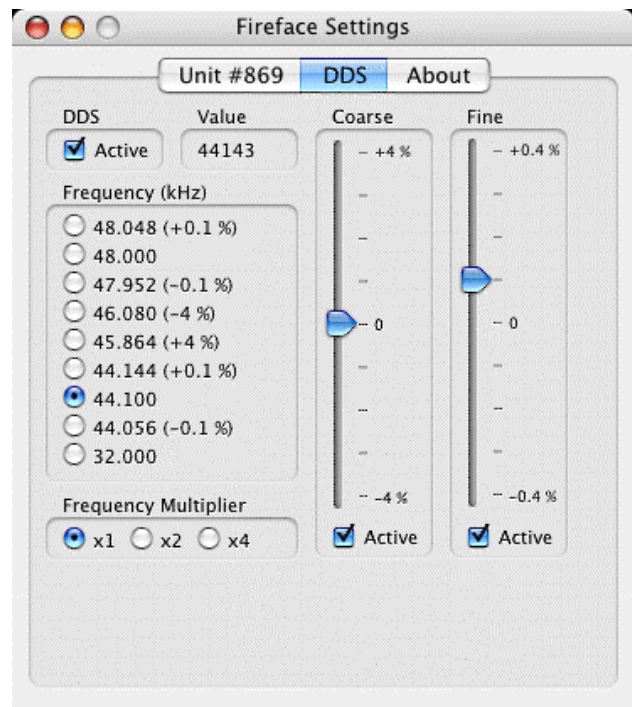 Fireface Settings
Unit #869 DDS About
DDS Value Coarse Fine
Active 44143
Frequency (kHz)
48.048 (+0.1 %)
48.000
47.952 (−0.1 %)
46.080 (−4 %)
45.864 (+4 %)
44.144 (+0.1 %)
44.100
44.056 (−0.1 %)
32.000
Frequency Multiplier
x1 x2 x4
+4 %
0
−4 %
Active
+0.4 %
0
−0.4 %
Active